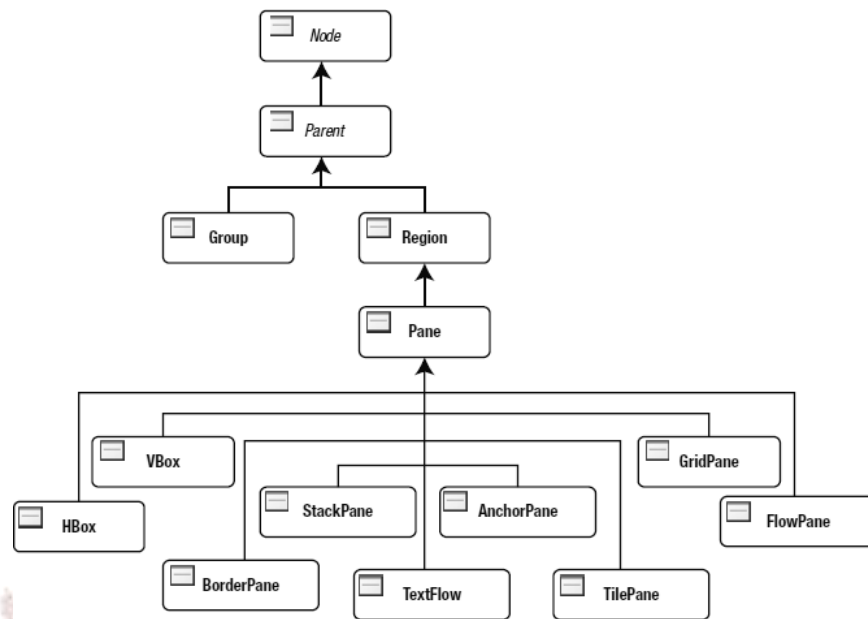 Node
Parent
Group
Region
Pane
VBox
GridPane
StackPane
AnchorPane
HBox
FlowPane
BorderPane
TextFlow
TilePane